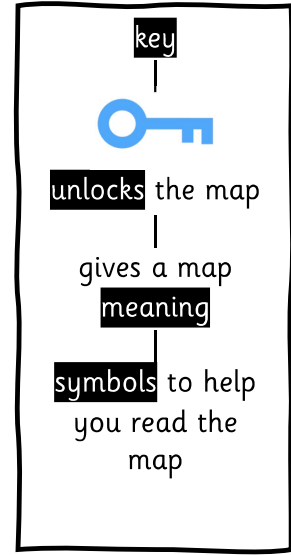 key
unlocks the map
gives a map
meaning
symbols to help
you read the
map